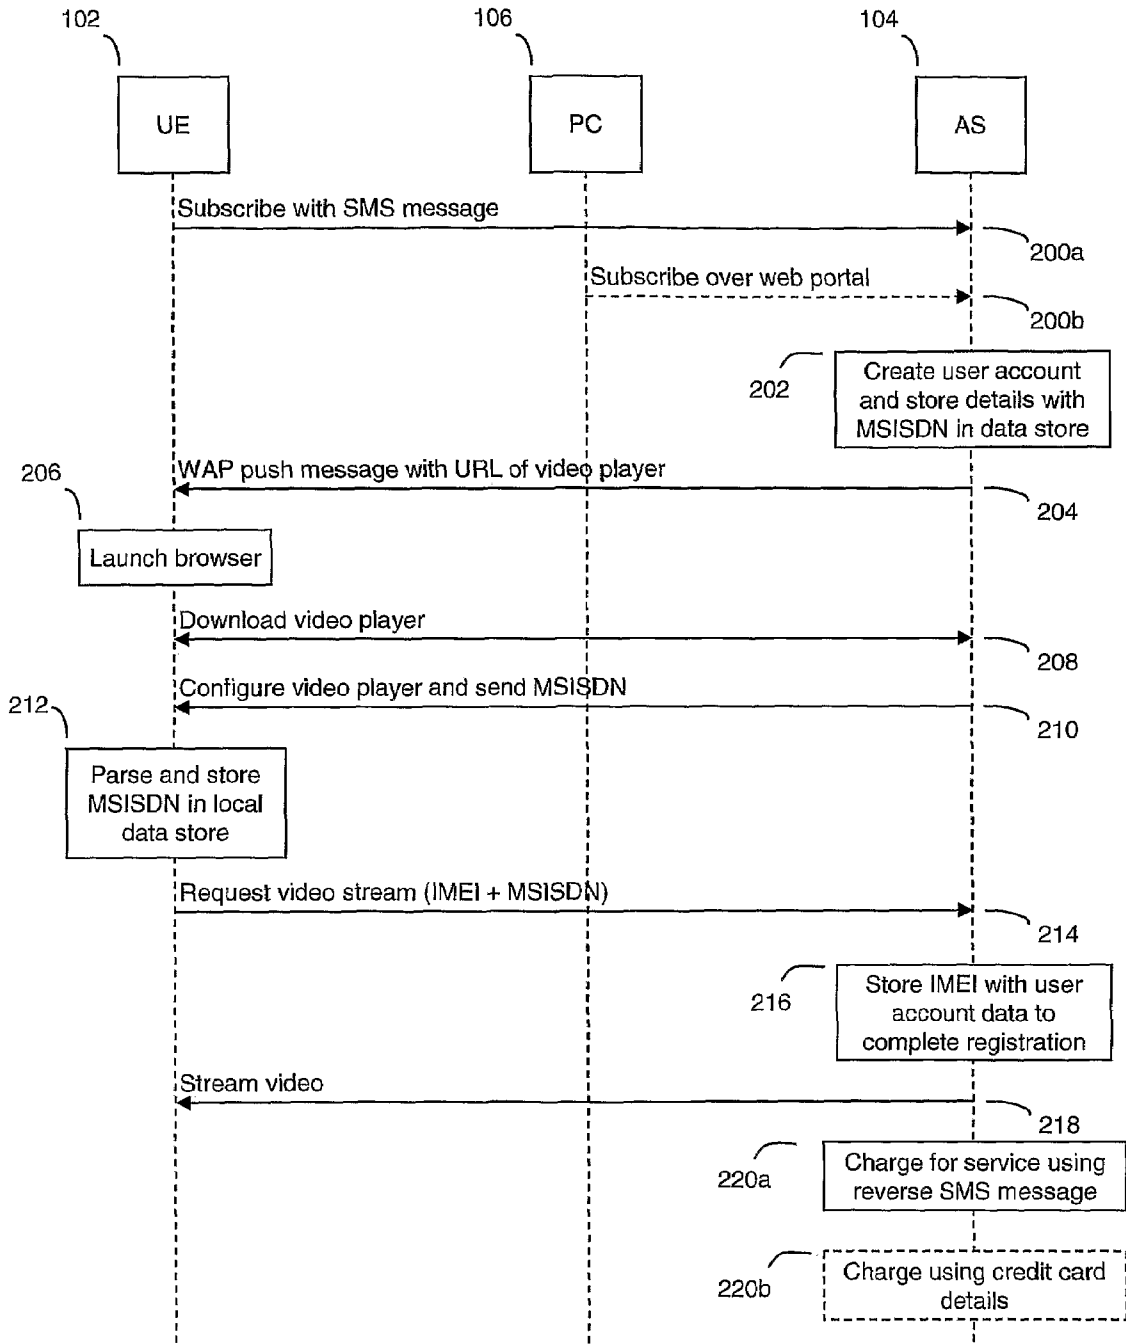 102
106
104
UE
PC
AS
Subscribe with SMS message
200a
Subscribe over web portal
200b
202
Create user account
and store details with
MSISDN in data store
WAP push message with URL of video player
204
206
Launch browser
Download video player
208
Configure video player and send MSISDN
210
212
Parse and store
MSISDN in local
data store
Request video stream (IMEI + MSISDN)
214
216
Store IMEI with user
account data to
complete registration
Stream video
218
220a
Charge for service using
reverse SMS message
220b
Charge using credit card
details